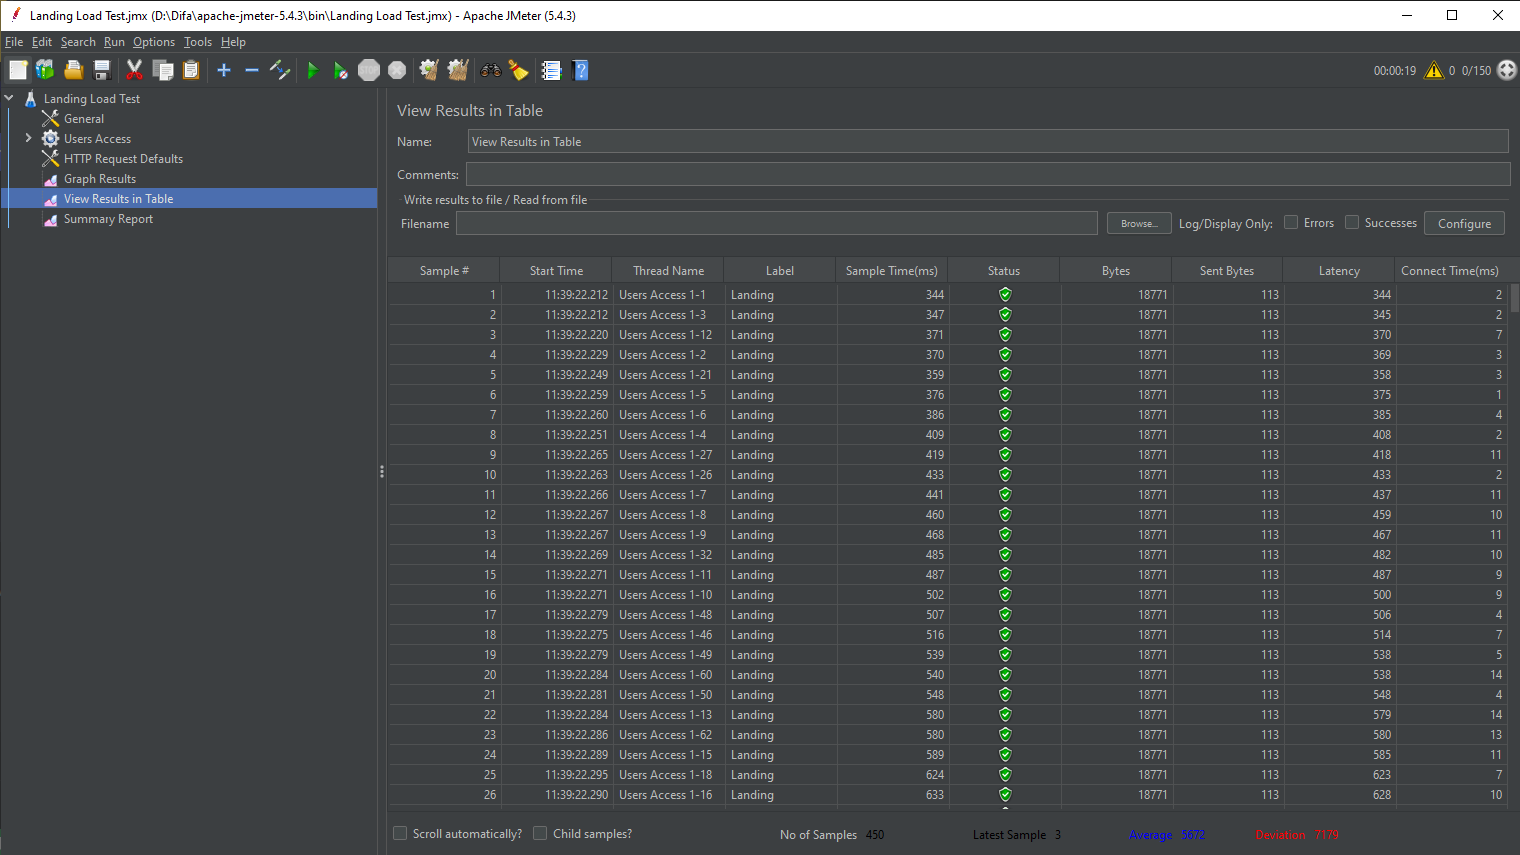 Landing Load Test.jmx (D:\Difa\apache-jmeter-5.4.3\bin\Landing Load Test.jmx) - Apache JMeter (5.4.3)
File Edit Search Run Options Tools Help
STOP 00:00:19 0 0/150
Landing Load Test
General
Users Access
HTTP Request Defaults
Graph Results
View Results in Table
Summary Report
View Results in Table
Name: View Results in Table
Comments:
Write results to file / Read from file
Filename Browse... Log/Display Only: Errors Successes Configure
Sample # Start Time Thread Name Label Sample Time(ms) Status Bytes Sent Bytes Latency Connect Time(ms)
1 11:39:22.212 Users Access 1-1 Landing 344 18771 113 344 2
2 11:39:22.212 Users Access 1-3 Landing 347 18771 113 345 2
3 11:39:22.220 Users Access 1-12 Landing 371 18771 113 370 7
4 11:39:22.229 Users Access 1-2 Landing 370 18771 113 369 3
5 11:39:22.249 Users Access 1-21 Landing 359 18771 113 358 3
6 11:39:22.259 Users Access 1-5 Landing 376 18771 113 375 1
7 11:39:22.260 Users Access 1-6 Landing 386 18771 113 385 4
8 11:39:22.251 Users Access 1-4 Landing 409 18771 113 408 2
9 11:39:22.265 Users Access 1-27 Landing 419 18771 113 418 11
10 11:39:22.263 Users Access 1-26 Landing 433 18771 113 433 2
11 11:39:22.266 Users Access 1-7 Landing 441 18771 113 437 11
12 11:39:22.267 Users Access 1-8 Landing 460 18771 113 459 10
13 11:39:22.267 Users Access 1-9 Landing 468 18771 113 467 11
14 11:39:22.269 Users Access 1-32 Landing 485 18771 113 482 10
15 11:39:22.271 Users Access 1-11 Landing 487 18771 113 487 9
16 11:39:22.271 Users Access 1-10 Landing 502 18771 113 500 9
17 11:39:22.279 Users Access 1-48 Landing 507 18771 113 506 4
18 11:39:22.275 Users Access 1-46 Landing 516 18771 113 514 7
19 11:39:22.279 Users Access 1-49 Landing 539 18771 113 538 5
20 11:39:22.284 Users Access 1-60 Landing 540 18771 113 538 14
21 11:39:22.281 Users Access 1-50 Landing 548 18771 113 548 4
22 11:39:22.284 Users Access 1-13 Landing 580 18771 113 579 14
23 11:39:22.286 Users Access 1-62 Landing 580 18771 113 580 13
24 11:39:22.289 Users Access 1-15 Landing 589 18771 113 585 11
25 11:39:22.295 Users Access 1-18 Landing 624 18771 113 623 7
26 11:39:22.290 Users Access 1-16 Landing 633 18771 113 628 10
Scroll automatically? Child samples? No of Samples 450 Latest Sample 3 Average 5672 Deviation 7179